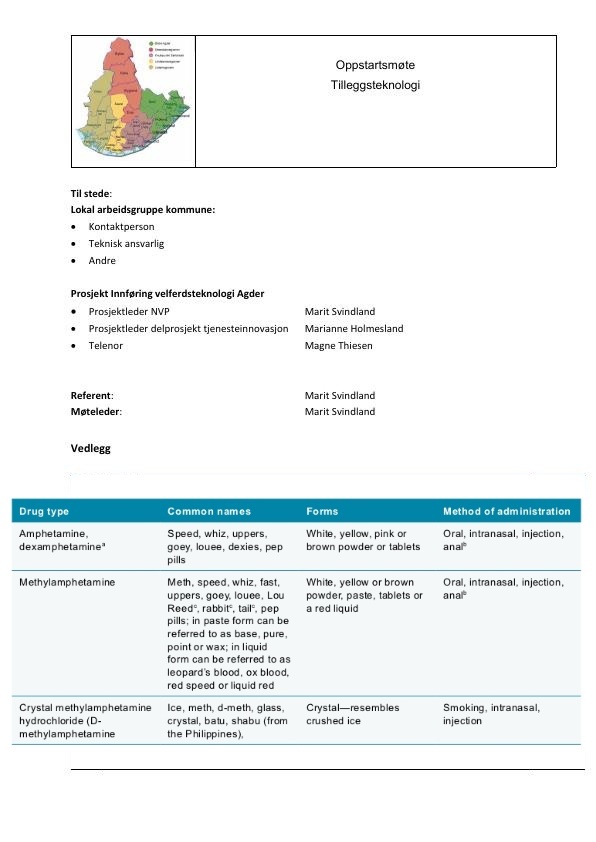 Oppstartsmøte
Tilleggsteknologi
Til stede:
Lokal arbeidsgruppe kommune:
• Kontaktperson
• Teknisk ansvarlig
• Andre
Prosjekt Innføring velferdsteknologi Agder
• Prosjektleder NVP Marit Svindland
• Prosjektleder delprosjekt tjenesteinnovasjon Marianne Holmesland
• Telenor Magne Thiesen
Referent: Marit Svindland
Møteleder: Marit Svindland
Vedlegg
Drug type Common names Forms Method of administration
Amphetamine, Speed, whiz, uppers, White, yellow, pink or Oral, intranasal, injection,
dexamphetamineᵃ goey, louee, dexies, pep brown powder or tablets analᵇ
pills
Methylamphetamine Meth, speed, whiz, fast, White, yellow or brown Oral, intranasal, injection,
uppers, goey, louee, Lou powder, paste, tablets or analᵇ
Reedᶜ, rabbitᶜ, tailᶜ, pep a red liquid
pills; in paste form can be
referred to as base, pure,
point or wax; in liquid
form can be referred to as
leopard's blood, ox blood,
red speed or liquid red
Crystal methylamphetamine Ice, meth, d-meth, glass, Crystal—resembles Smoking, intranasal,
hydrochloride (D- crystal, batu, shabu (from crushed ice injection
methylamphetamine the Philippines),